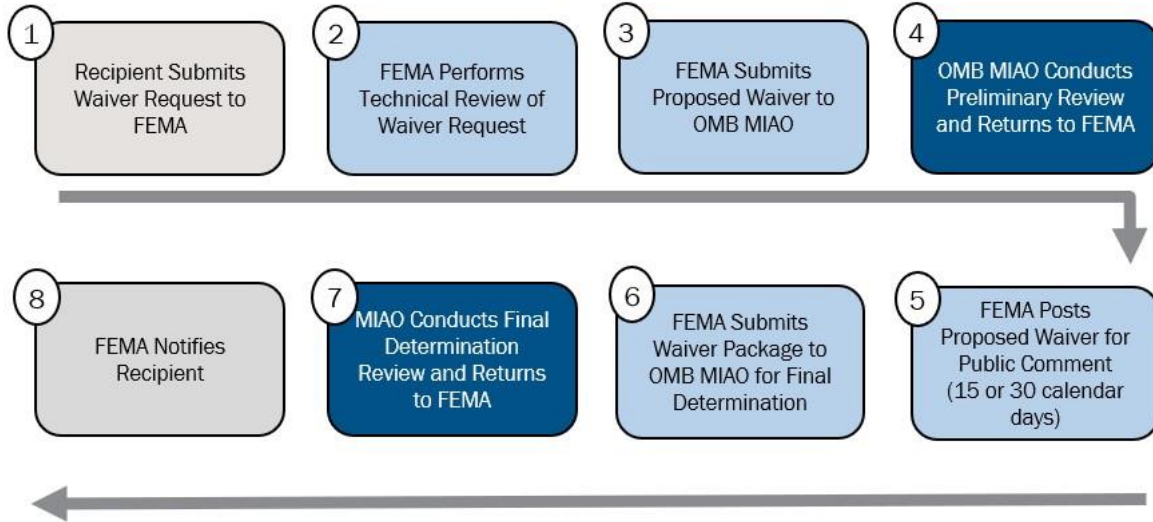 1
Recipient Submits
Waiver Request to
FEMA
2
FEMA Performs
Technical Review of
Waiver Request
3
FEMA Submits
Proposed Waiver to
OMB MIAO
4
OMB MIAO Conducts
Preliminary Review
and Returns to FEMA
5
FEMA Posts
Proposed Waiver for
Public Comment
(15 or 30 calendar
days)
6
FEMA Submits
Waiver Package to
OMB MIAO for Final
Determination
7
MIAO Conducts Final
Determination
Review and Returns
to FEMA
8
FEMA Notifies
Recipient